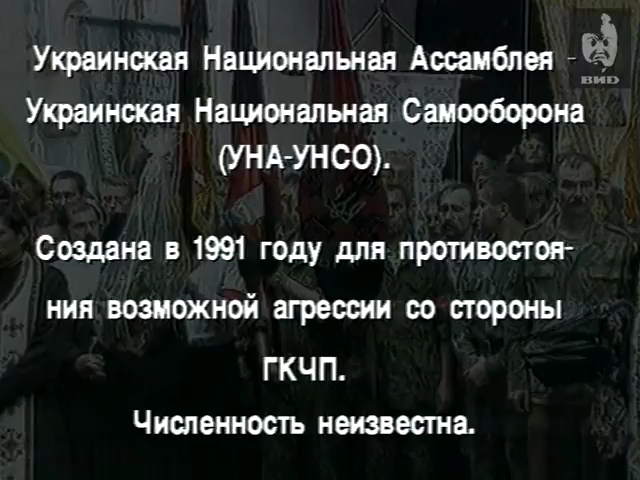 ВИD
Украинская Национальная Ассамблея -
Украинская Национальная Самооборона
(УНА-УНСО).
Создана в 1991 году для противостоя-
ния возможной агрессии со стороны
ГКЧП.
Численность неизвестна.